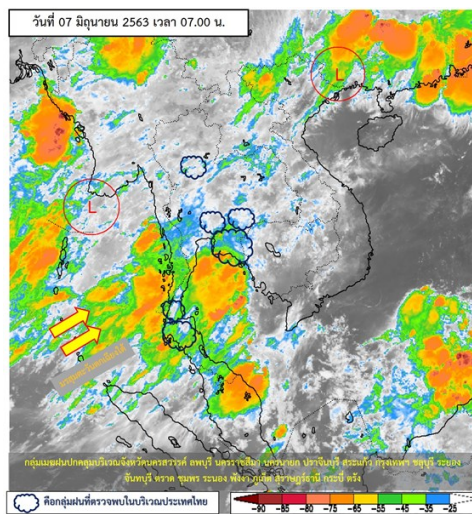 วันที่ 07 มิถุนายน 2563 เวลา 07.00 น.
L
L
มรสุมตะวันตกเฉียงใต้
กลุ่มเมฆฝนปกคลุมบริเวณจังหวัดนครสวรรค์ ลพบุรี นครราชสีมา นครนายก ปราจีนบุรี สระแก้ว กรุงเทพฯ ชลบุรี ระยอง
จันทบุรี ตราด ชุมพร ระนอง พังงา ภูเก็ต สุราษฎร์ธานี กระบี่ ตรัง
คือกลุ่มฝนที่ตรวจพบในบริเวณประเทศไทย
-90 -85 -80 -75 -65 -55 -45 -35 -25